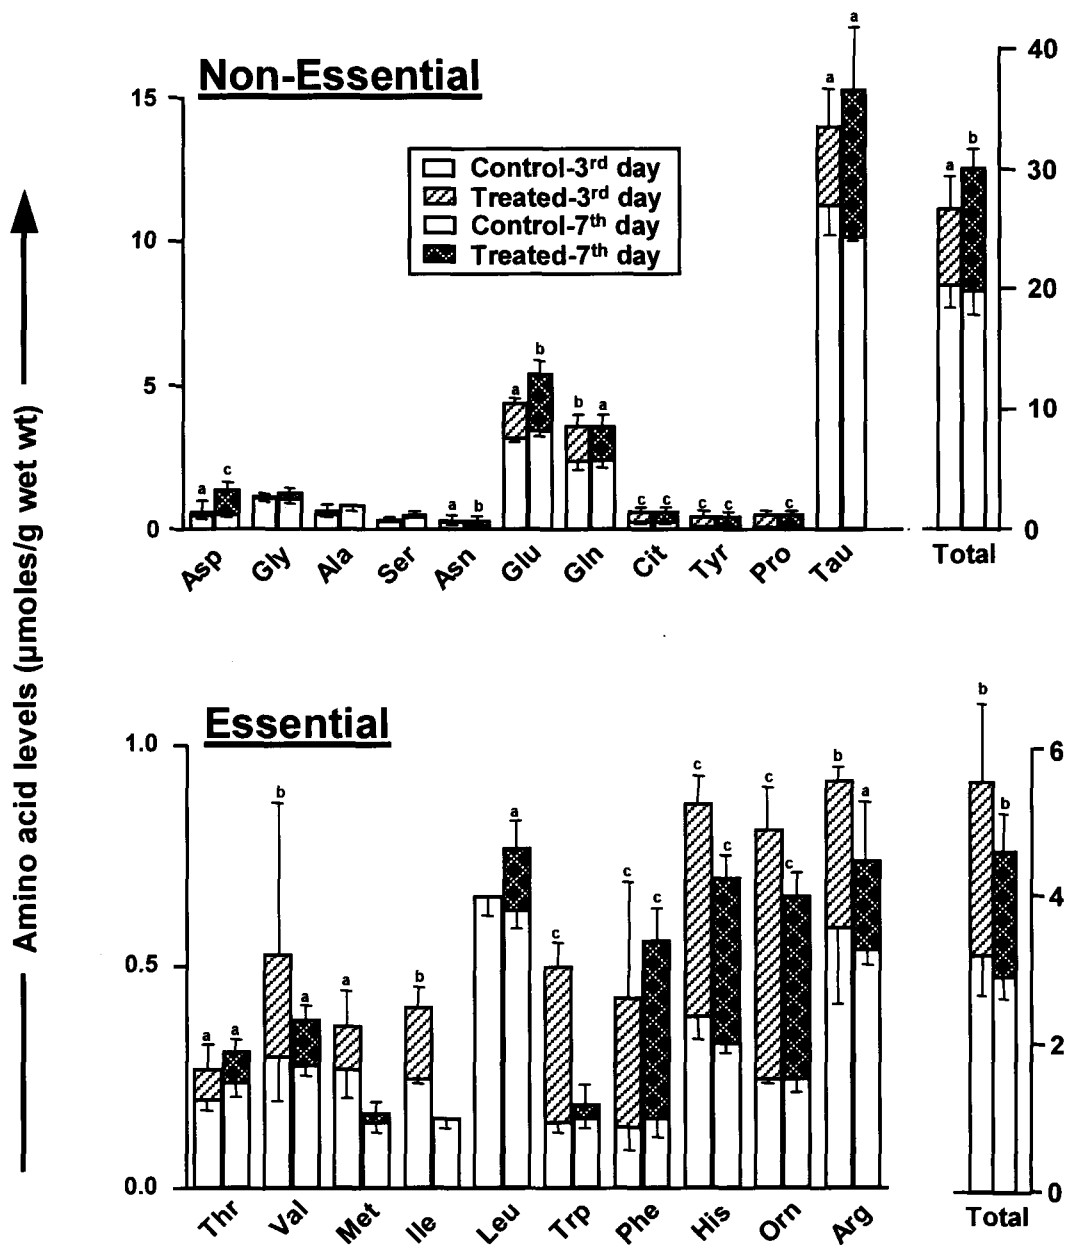 Non-Essential
Control-3rd day
Treated-3rd day
Control-7th day
Treated-7th day
15
10
5
0
40
30
20
10
0
a
c
a
b
a
b
b
a
c
c
c
c
c
a
a
a
b
Asp
Gly
Ala
Ser
Asn
Glu
Gln
Cit
Tyr
Pro
Tau
Total
Amino acid levels (µmoles/g wet wt)
Essential
1.0
0.5
0.0
6
4
2
0
a
a
b
a
a
b
a
c
c
c
c
c
c
c
b
a
b
b
Thr
Val
Met
Ile
Leu
Trp
Phe
His
Orn
Arg
Total